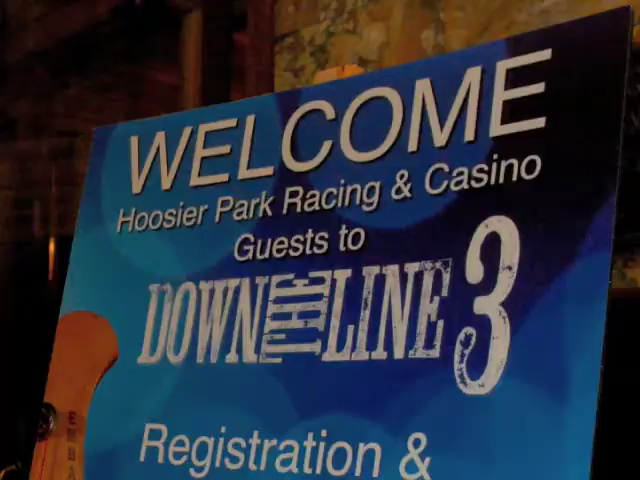 WELCOME
Hoosier Park Racing & Casino
Guests to
DOWN THE LINE 3
Registration &